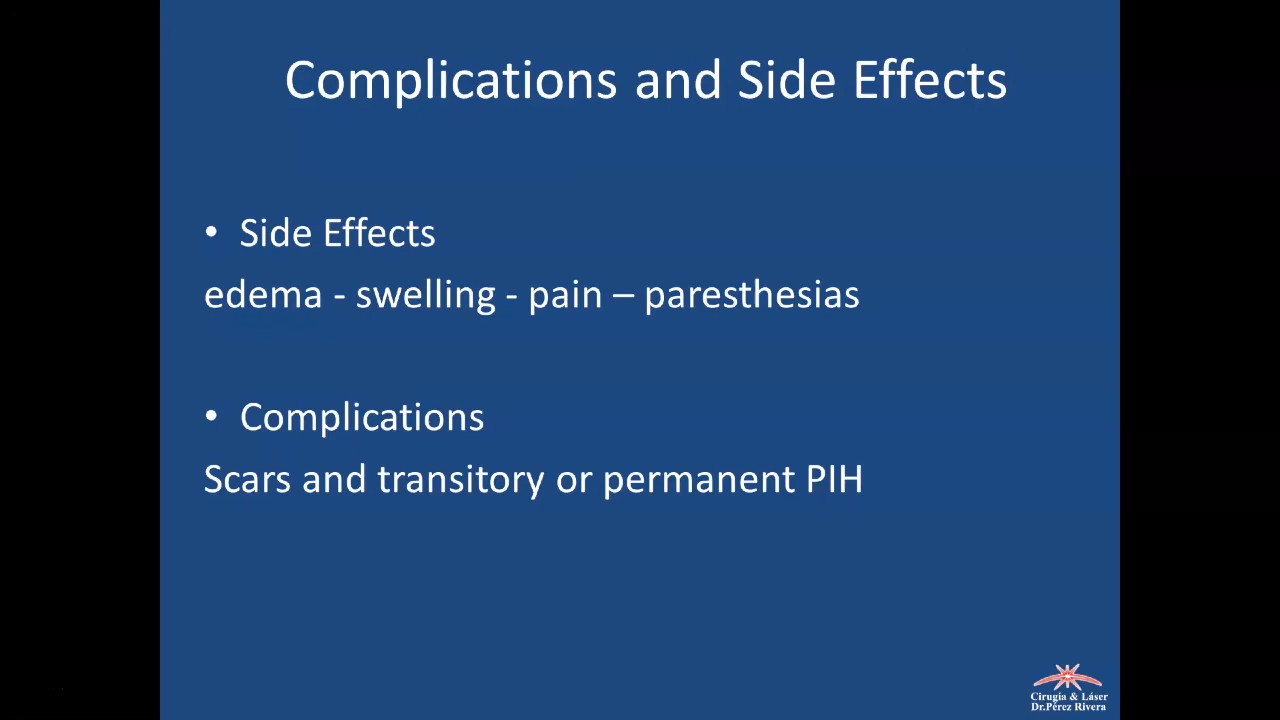 Complications and Side Effects
• Side Effects
edema - swelling - pain – paresthesias
• Complications
Scars and transitory or permanent PIH
Cirugía & Láser
Dr.Pérez Rivera